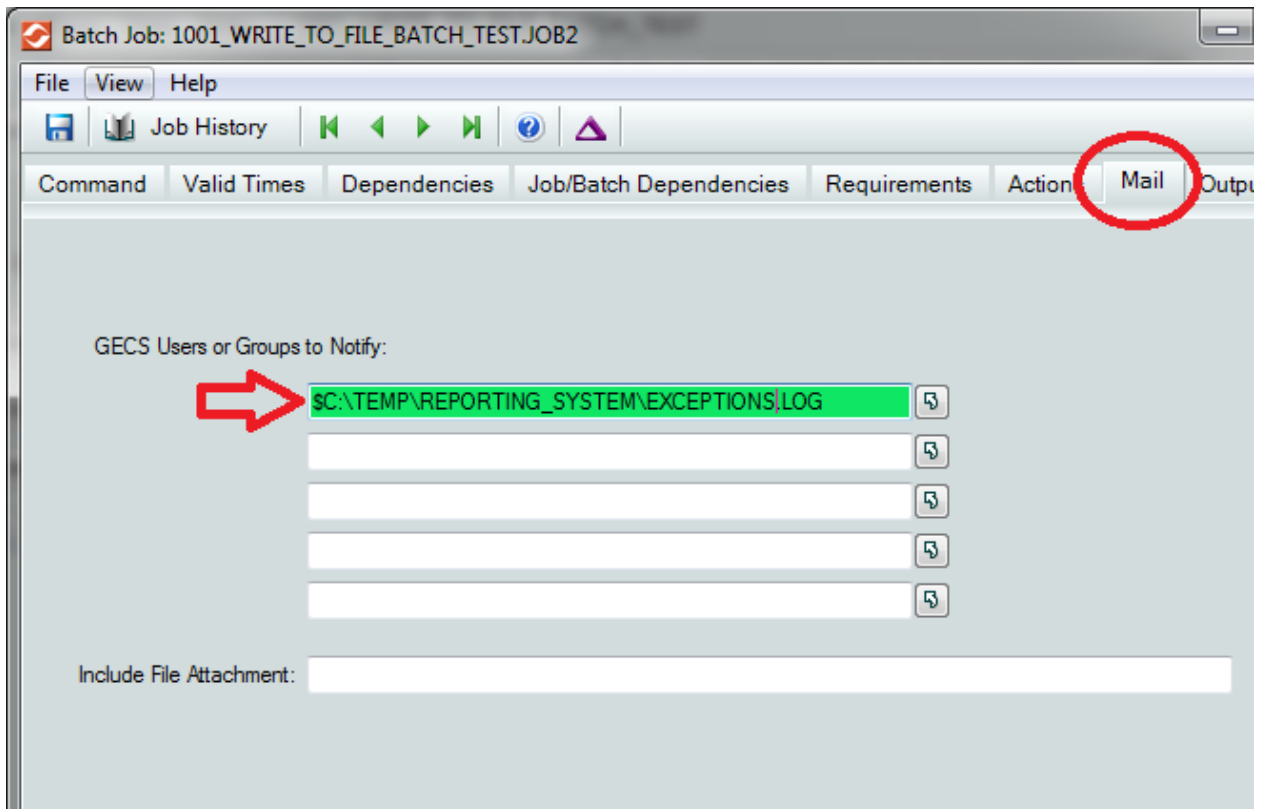 Batch Job: 1001_WRITE_TO_FILE_BATCH_TEST.JOB2
File View Help
Job History
Command Valid Times Dependencies Job/Batch Dependencies Requirements Action Mail Outpu
GECS Users or Groups to Notify:
$C:\TEMP\REPORTING_SYSTEM\EXCEPTIONS.LOG
Include File Attachment: